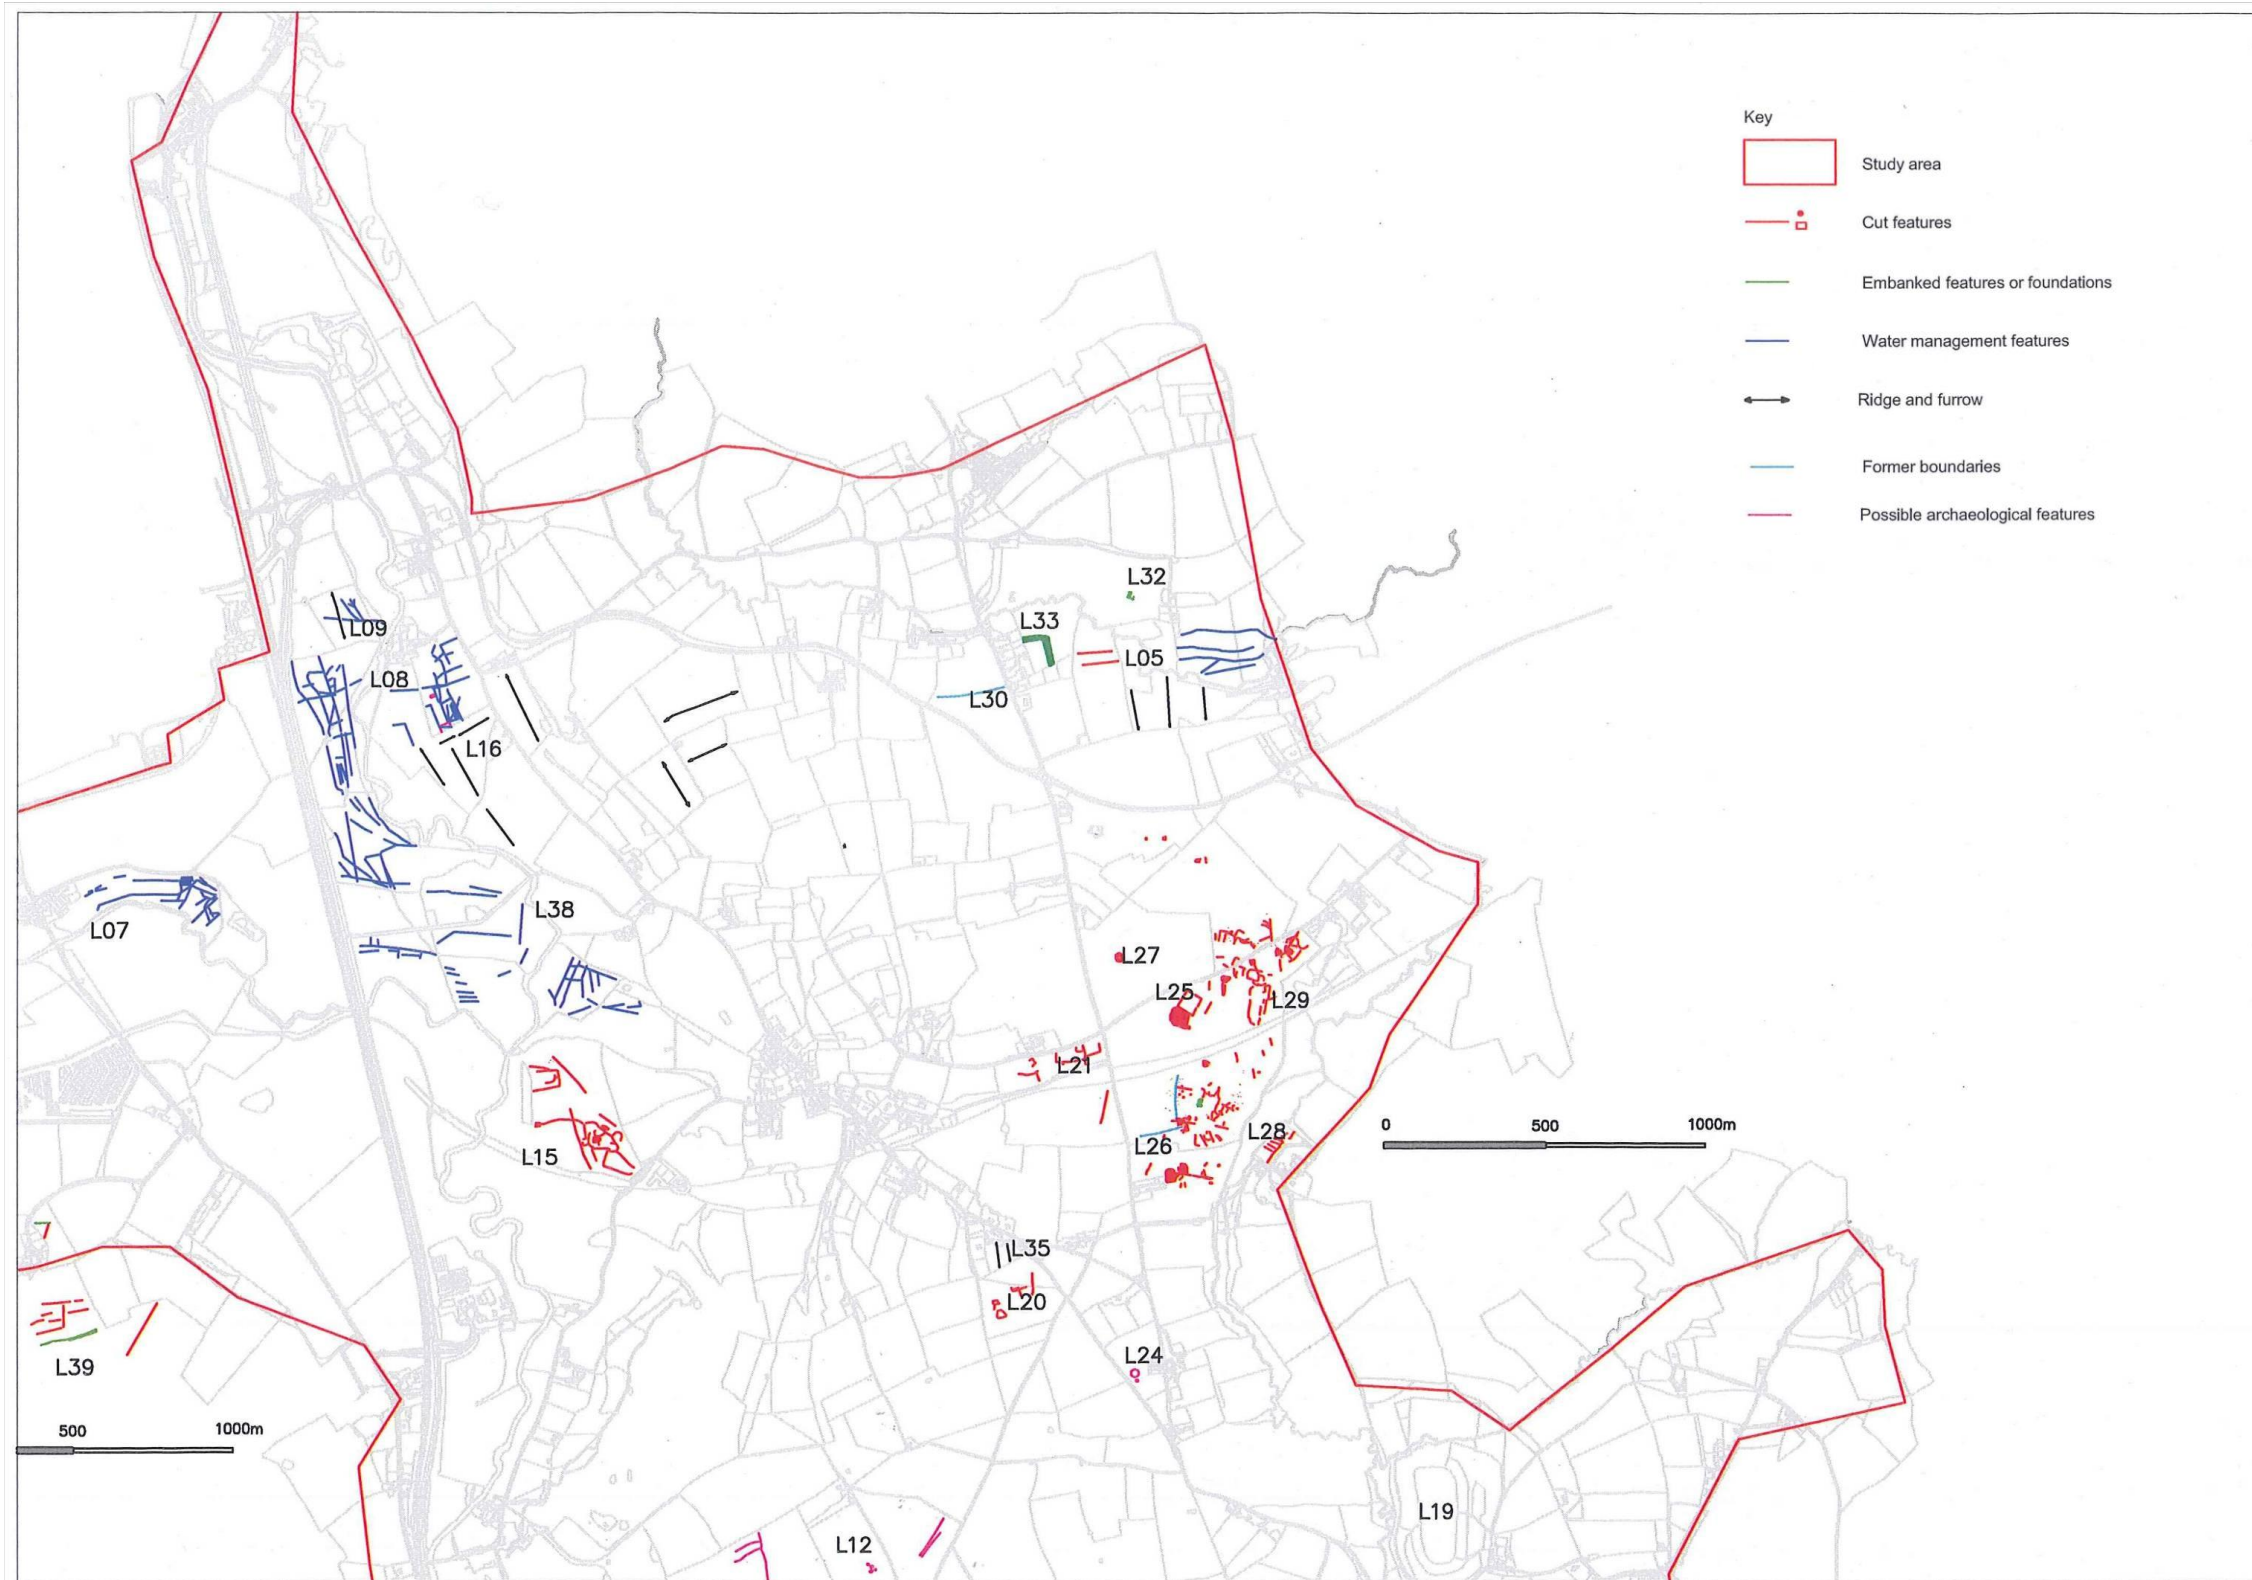 Key
Study area
Cut features
Embanked features or foundations
Water management features
Ridge and furrow
Former boundaries
Possible archaeological features
L32
L33
L09
L05
L08
L30
L16
L38
L07
L27
L25
L29
L21
L26
L28
0 500 1000m
L15
L35
L20
L24
L39
500 1000m
L19
L12